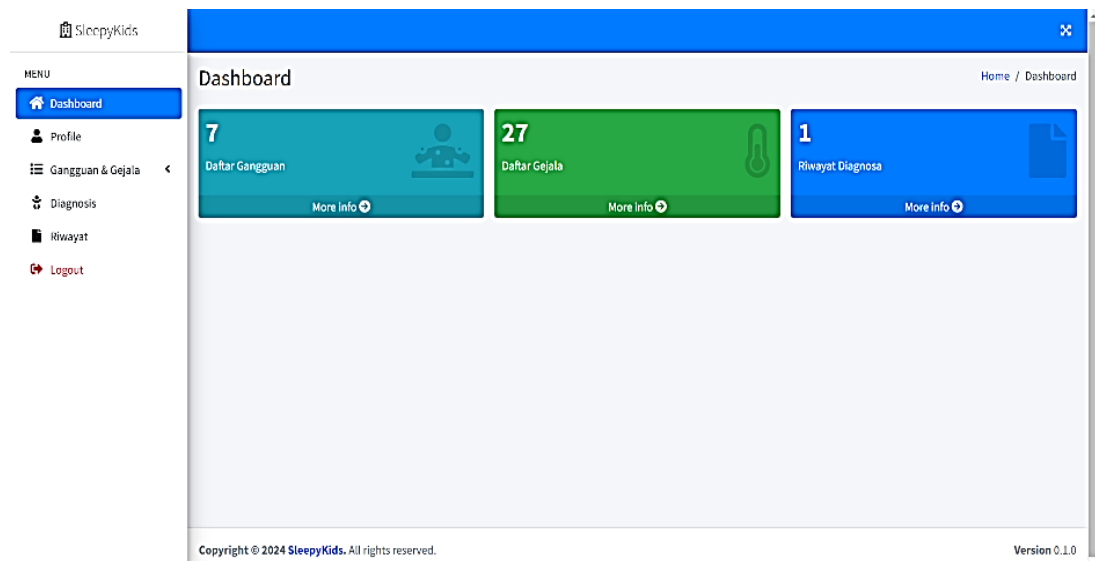 SleepyKids
MENU
Dashboard
Profile
Gangguan & Gejala
Diagnosis
Riwayat
Logout
Dashboard
Home / Dashboard
7
Daftar Gangguan
More info
27
Daftar Gejala
More info
1
Riwayat Diagnosa
More info
Copyright © 2024 SleepyKids. All rights reserved.
Version 0.1.0